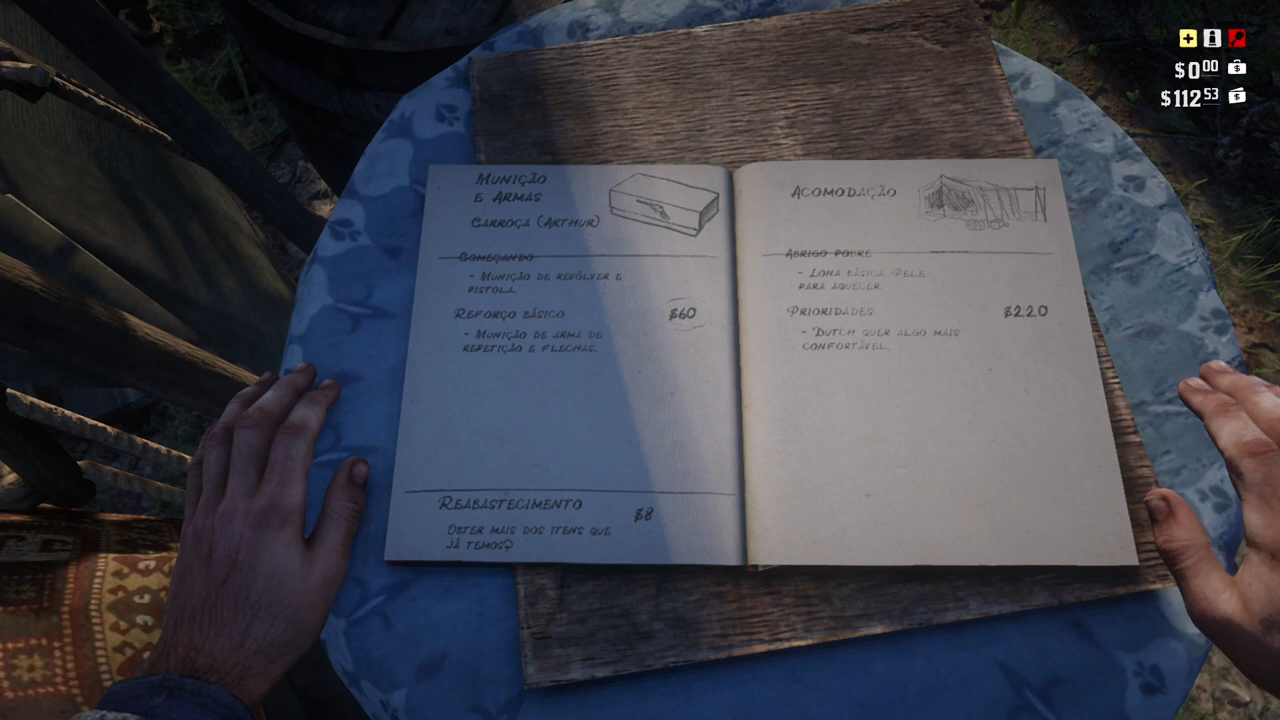 $0.00
$112.53
MUNIÇÃO
E ARMAS
CARROÇA (ARTHUR)
COMEÇANDO
- MUNIÇÃO DE REVÓLVER E
PISTOLA.
REFORÇO BÁSICO $60
- MUNIÇÃO DE ARMA DE
REPETIÇÃO E FLECHAS.
REABASTECIMENTO $8
OBTER MAIS DOS ITENS QUE
JÁ TEMOS?
ACOMODAÇÃO
ABRIGO POBRE
- LONA BÁSICA. PELE
PARA AQUECER.
PRIORIDADES $220
- DUTCH QUER ALGO MAIS
CONFORTÁVEL.